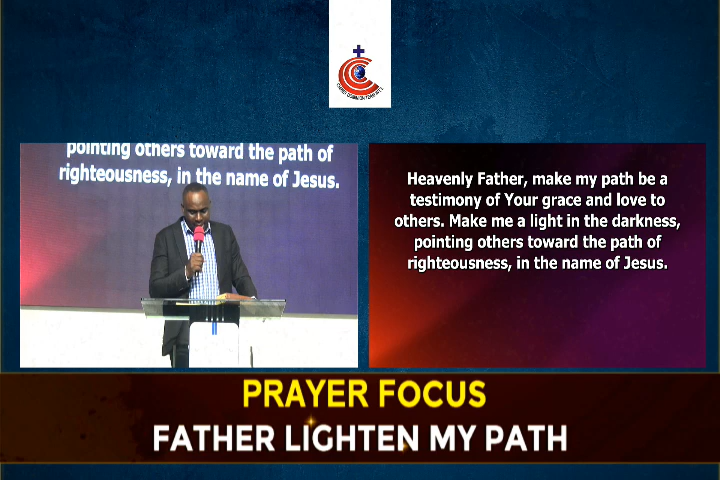 pointing others toward the path of
righteousness, in the name of Jesus.
Heavenly Father, make my path be a
testimony of Your grace and love to
others. Make me a light in the darkness,
pointing others toward the path of
righteousness, in the name of Jesus.
PRAYER FOCUS
FATHER LIGHTEN MY PATH